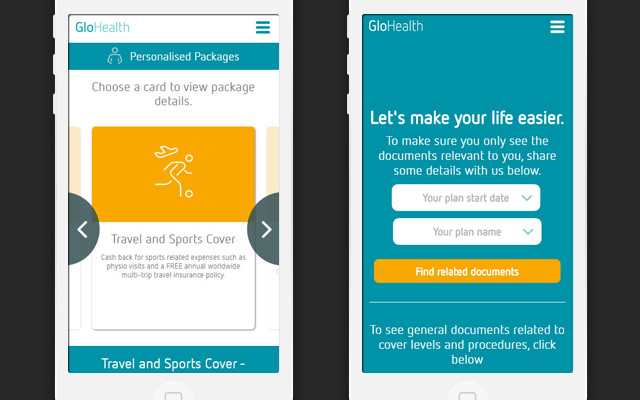 GloHealth
Personalised Packages
Choose a card to view package
details.
Travel and Sports Cover
Cash back for sports related expenses such as
physio visits and a FREE annual worldwide
multi-trip travel insurance policy.
Travel and Sports Cover -
GloHealth
Let's make your life easier.
To make sure you only see the
documents relevant to you, share
some details with us below.
Your plan start date
Your plan name
Find related documents
To see general documents related to
cover levels and procedures, click
below